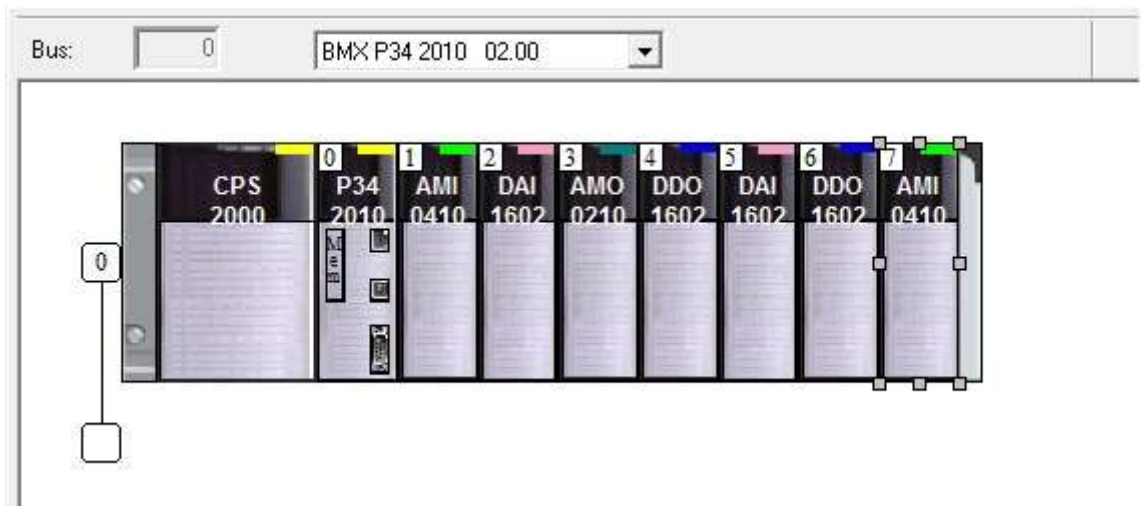 Bus: 0 BMX P34 2010 02.00
0 1 2 3 4 5 6 7
CPS P34 AMI DAI AMO DDO DAI DDO AMI
2000 2010 0410 1602 0210 1602 1602 1602 0410
Mem
0